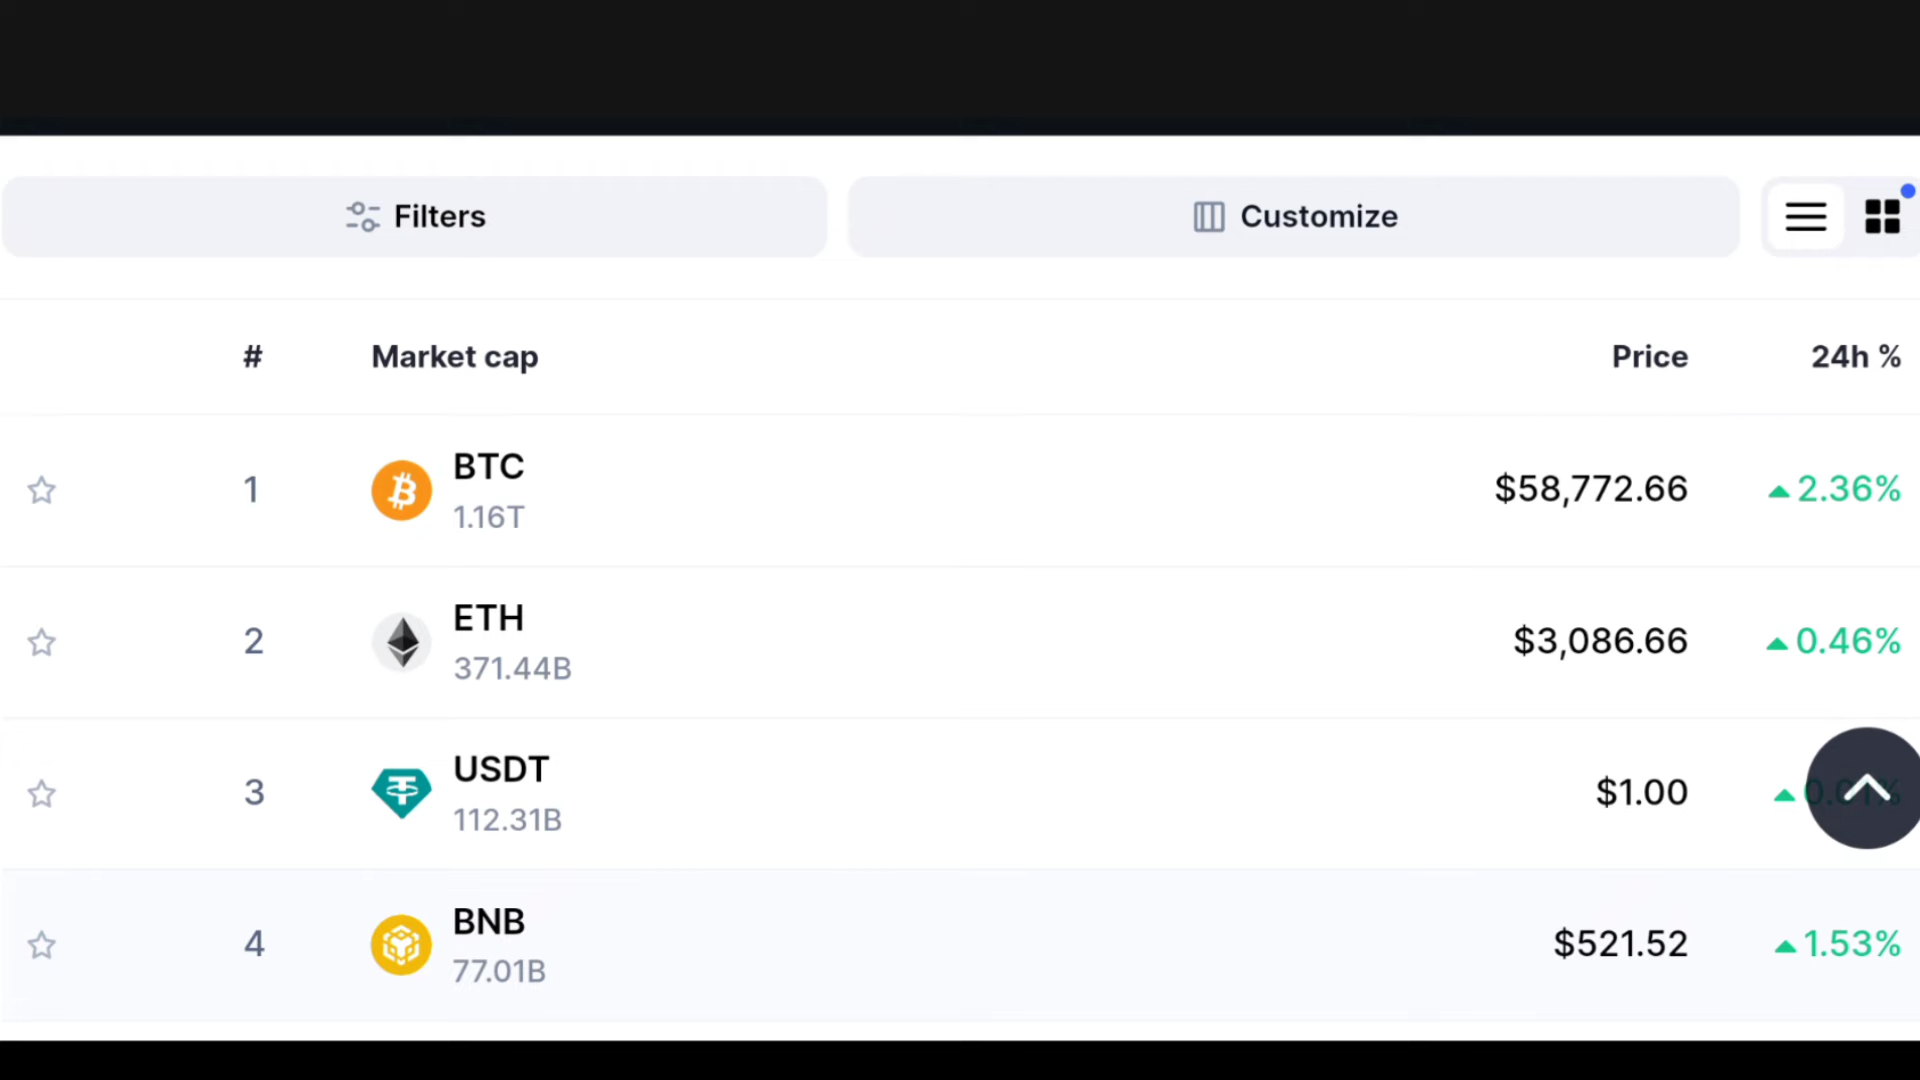 Filters
Customize
# Market cap Price 24h %
1 BTC 1.16T $58,772.66 2.36%
2 ETH 371.44B $3,086.66 0.46%
3 USDT 112.31B $1.00
4 BNB 77.01B $521.52 1.53%